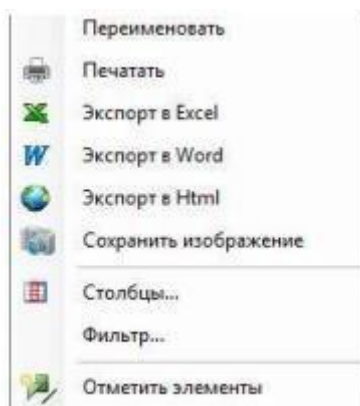 Переименовать
Печатать
Экспорт в Excel
Экспорт в Word
Экспорт в Html
Сохранить изображение
Столбцы...
Фильтр...
Отметить элементы